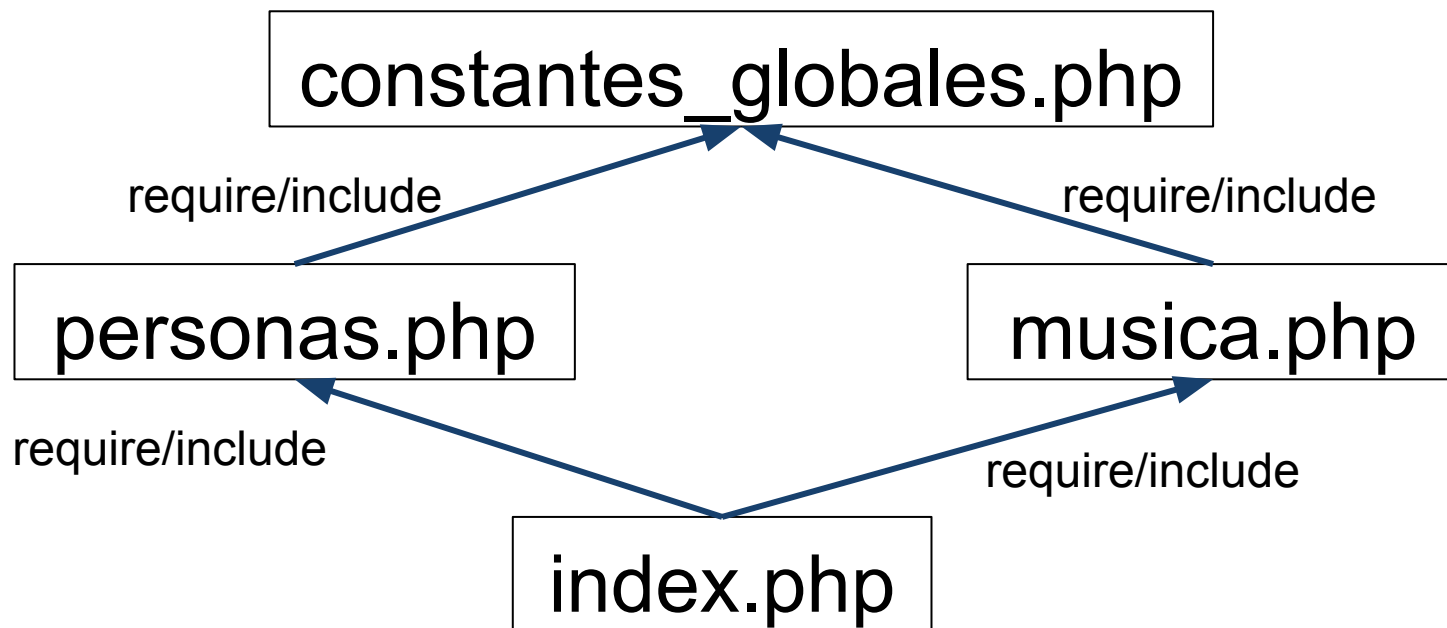 constantes_globales.php
require/include
require/include
personas.php
musica.php
require/include
require/include
index.php